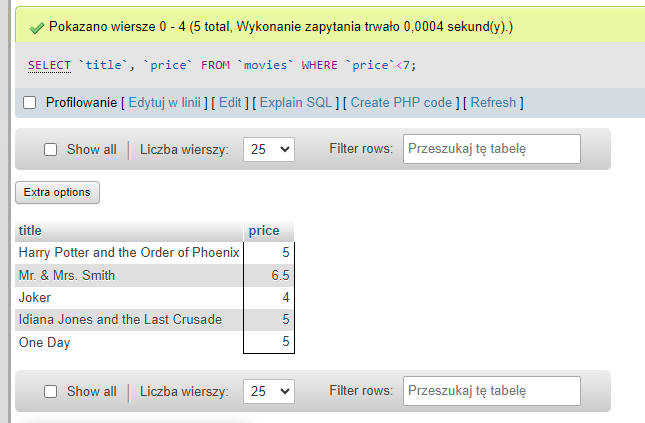 Pokazano wiersze 0 - 4 (5 total, Wykonanie zapytania trwało 0,0004 sekund(y).)
SELECT `title`, `price` FROM `movies` WHERE `price`<7;
Profilowanie [ Edytuj w linii ] [ Edit ] [ Explain SQL ] [ Create PHP code ] [ Refresh ]
Show all | Liczba wierszy: 25 Filter rows: Przeszukaj tę tabelę
Extra options
title price
Harry Potter and the Order of Phoenix 5
Mr. & Mrs. Smith 6.5
Joker 4
Idiana Jones and the Last Crusade 5
One Day 5
Show all | Liczba wierszy: 25 Filter rows: Przeszukaj tę tabelę